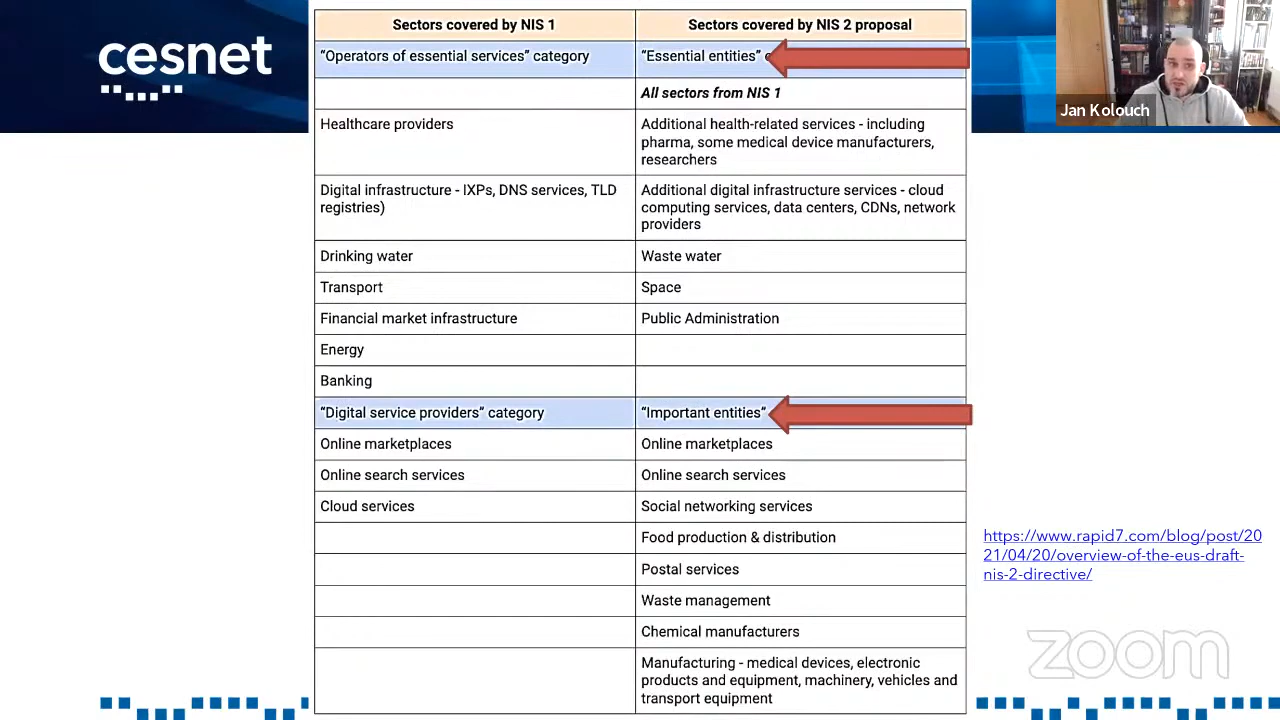 cesnet
Sectors covered by NIS 1
Sectors covered by NIS 2 proposal
“Operators of essential services” category
“Essential entities”
All sectors from NIS 1
Healthcare providers
Additional health-related services - including
pharma, some medical device manufacturers,
researchers
Digital infrastructure - IXPs, DNS services, TLD
registries)
Additional digital infrastructure services - cloud
computing services, data centers, CDNs, network
providers
Drinking water
Waste water
Transport
Space
Financial market infrastructure
Public Administration
Energy
Banking
“Digital service providers” category
“Important entities”
Online marketplaces
Online marketplaces
Online search services
Online search services
Cloud services
Social networking services
Food production & distribution
Postal services
Waste management
Chemical manufacturers
Manufacturing - medical devices, electronic
products and equipment, machinery, vehicles and
transport equipment
Jan Kolouch
https://www.rapid7.com/blog/post/20
21/04/20/overview-of-the-eus-draft-
nis-2-directive/
zoom